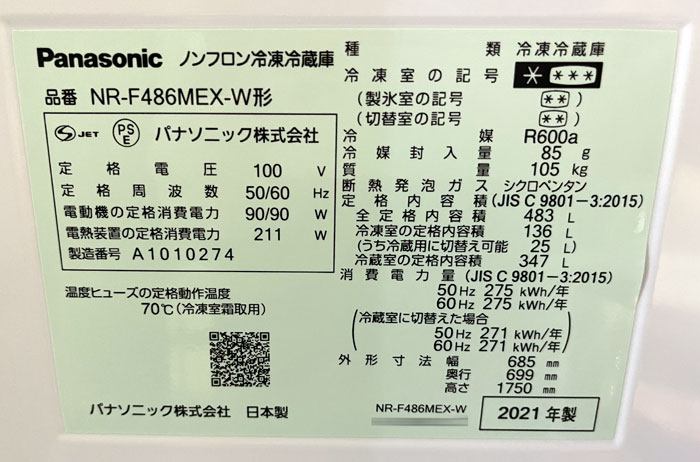 Panasonic ノンフロン冷凍冷蔵庫
品番 NR-F486MEX-W形
S JET PSE パナソニック株式会社
定格電圧 100 V
定格周波数 50/60 Hz
電動機の定格消費電力 90/90 W
電熱装置の定格消費電力 211 W
製造番号 A1010274
温度ヒューズの定格動作温度
70℃(冷凍室霜取用)
パナソニック株式会社 日本製
種類 冷凍冷蔵庫
冷凍室の記号 * ***
(製氷室の記号 **)
(切替室の記号 **)
冷媒 R600a
冷媒封入量 85 g
質量 105 kg
断熱発泡ガス シクロペンタン
定格内容積(JIS C 9801-3:2015)
全定格内容積 483 L
冷凍室の定格内容積 136 L
(うち冷蔵用に切替え可能 25 L)
冷蔵室の定格内容積 347 L
消費電力量(JIS C 9801-3:2015)
50Hz 275 kWh/年
60Hz 275 kWh/年
(冷蔵室に切替えた場合
50Hz 271 kWh/年
60Hz 271 kWh/年)
外形寸法幅 685 mm
奥行 699 mm
高さ 1750 mm
NR-F486MEX-W 2021年製